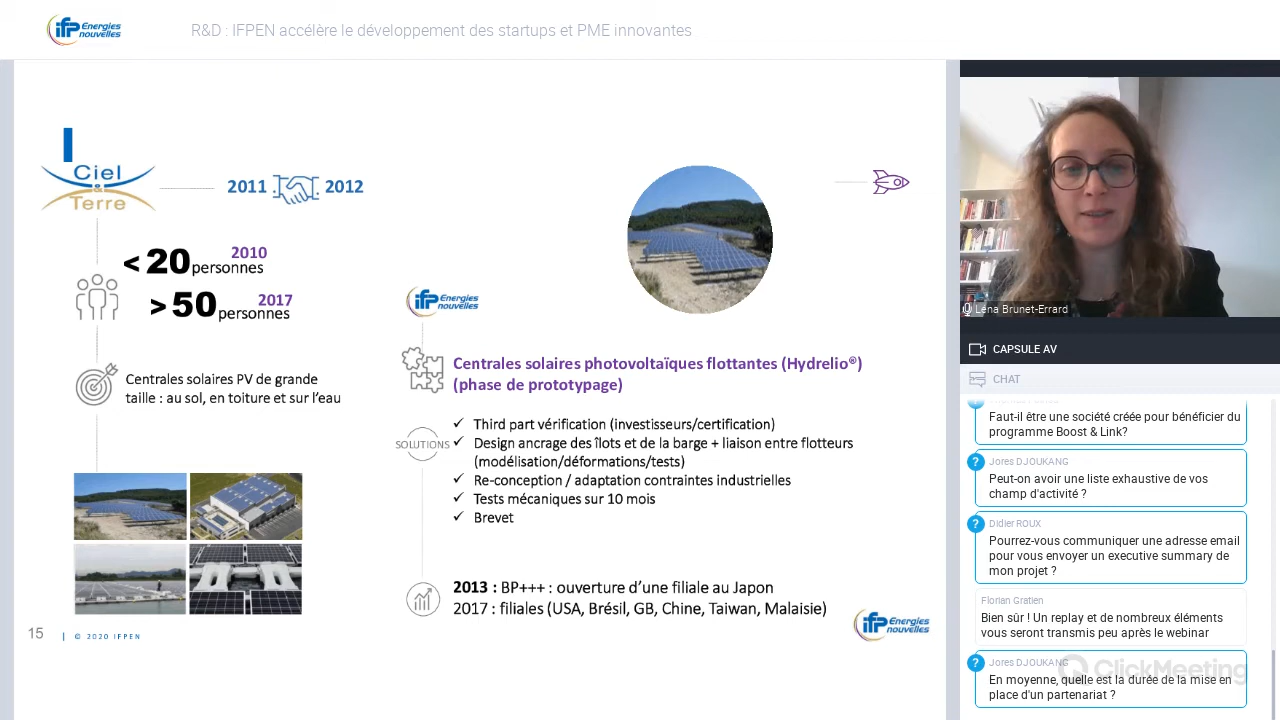 ifp Energies nouvelles
R&D : IFPEN accélère le développement des startups et PME innovantes
Ciel
&
Terre
2011
2012
< 20 personnes 2010
> 50 personnes 2017
Centrales solaires PV de grande
taille : au sol, en toiture et sur l'eau
ifp Energies nouvelles
Centrales solaires photovoltaïques flottantes (Hydrelio®)
(phase de prototypage)
SOLUTIONS
✓ Third part vérification (investisseurs/certification)
✓ Design ancrage des îlots et de la barge + liaison entre flotteurs
(modélisation/déformations/tests)
✓ Re-conception / adaptation contraintes industrielles
✓ Tests mécaniques sur 10 mois
✓ Brevet
2013 : BP+++ : ouverture d'une filiale au Japon
2017 : filiales (USA, Brésil, GB, Chine, Taiwan, Malaisie)
ifp Energies nouvelles
15 | © 2020 IFPEN
Lena Brunet-Errard
CAPSULE AV
CHAT
?
Faut-il être une société créée pour bénéficier du
programme Boost & Link?
? Jores DJOUKANG
Peut-on avoir une liste exhaustive de vos
champ d'activité ?
? Didier ROUX
Pourrez-vous communiquer une adresse email
pour vous envoyer un executive summary de
mon projet ?
Florian Gratien
Bien sûr ! Un replay et de nombreux éléments
vous seront transmis peu après le webinar
? Jores DJOUKANG
En moyenne, quelle est la durée de la mise en
place d'un partenariat ?
ClickMeeting